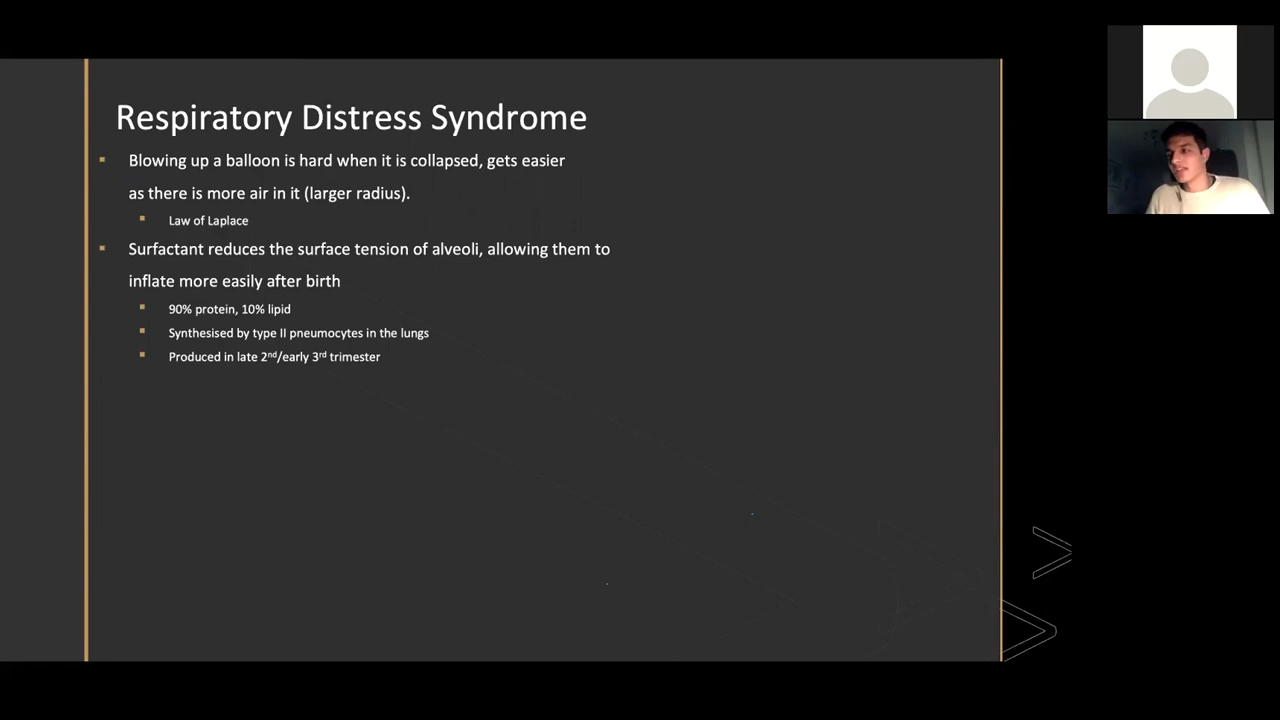 Respiratory Distress Syndrome
Blowing up a balloon is hard when it is collapsed, gets easier
as there is more air in it (larger radius).
Law of Laplace
Surfactant reduces the surface tension of alveoli, allowing them to
inflate more easily after birth
90% protein, 10% lipid
Synthesised by type II pneumocytes in the lungs
Produced in late 2nd/early 3rd trimester